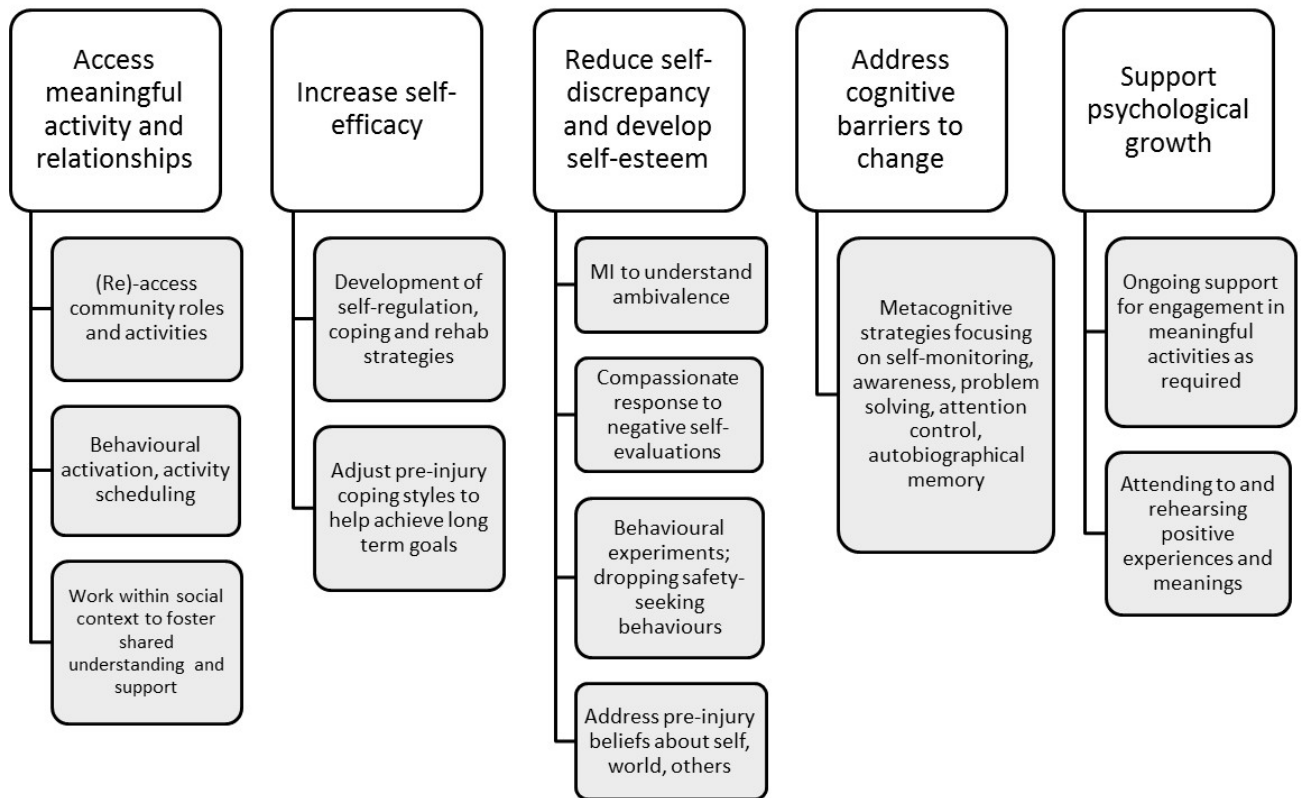 Access
meaningful
activity and
relationships
(Re)-access
community roles
and activities
Behavioural
activation, activity
scheduling
Work within social
context to foster
shared
understanding and
support
Increase self-
efficacy
Development of
self-regulation,
coping and rehab
strategies
Adjust pre-injury
coping styles to
help achieve long
term goals
Reduce self-
discrepancy
and develop
self-esteem
MI to understand
ambivalence
Compassionate
response to
negative self-
evaluations
Behavioural
experiments;
dropping safety-
seeking
behaviours
Address pre-injury
beliefs about self,
world, others
Address
cognitive
barriers to
change
Metacognitive
strategies focusing
on self-monitoring,
awareness, problem
solving, attention
control,
autobiographical
memory
Support
psychological
growth
Ongoing support
for engagement in
meaningful
activities as
required
Attending to and
rehearsing
positive
experiences and
meanings